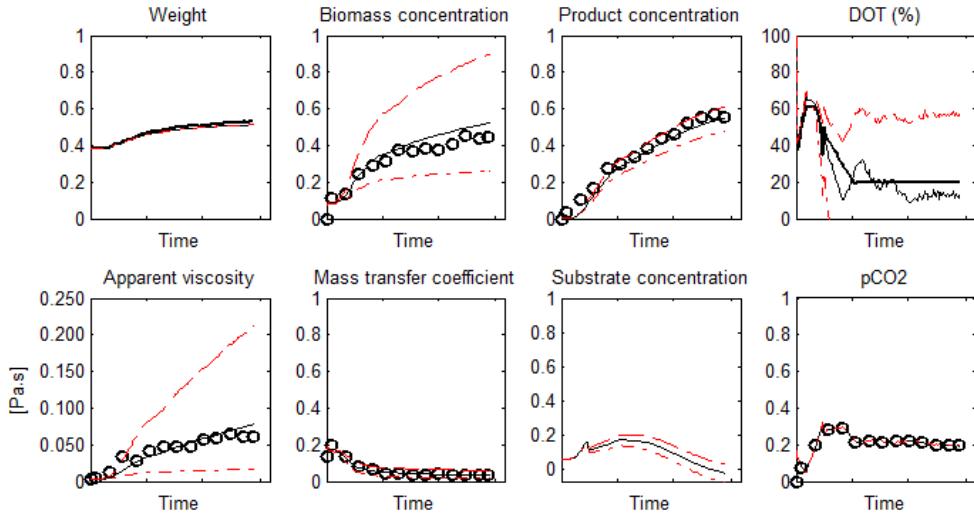 Weight
1
0.8
0.6
0.4
0.2
0
Time
Biomass concentration
1
0.8
0.6
0.4
0.2
0
Time
Product concentration
1
0.8
0.6
0.4
0.2
0
Time
DOT (%)
100
80
60
40
20
0
Time
Apparent viscosity
0.250
0.200
0.150
0.100
0.050
0
[Pa.s]
Time
Mass transfer coefficient
1
0.8
0.6
0.4
0.2
0
Time
Substrate concentration
1
0.8
0.6
0.4
0.2
0
Time
pCO2
1
0.8
0.6
0.4
0.2
0
Time